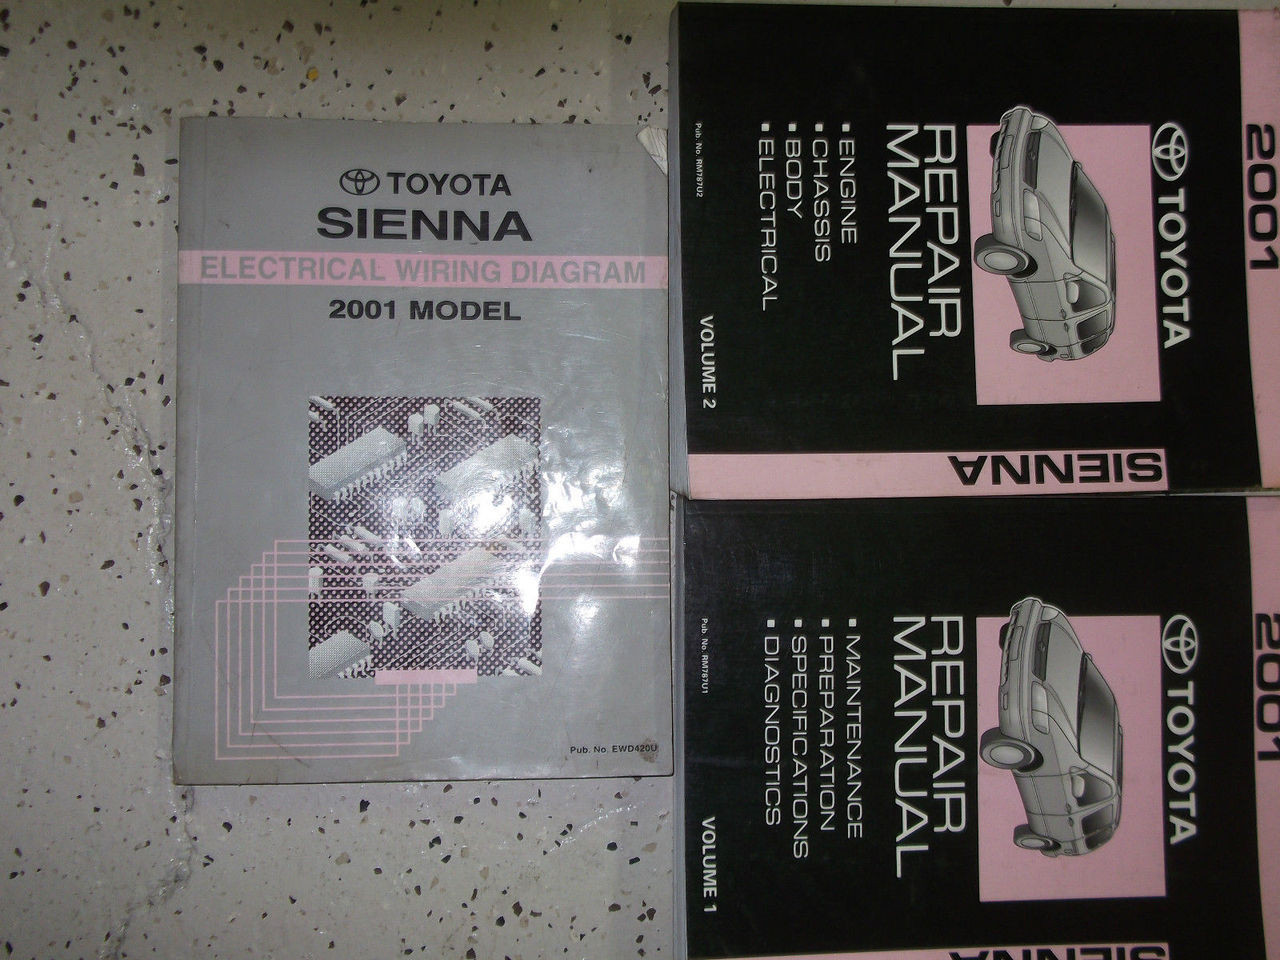 TOYOTA
SIENNA
ELECTRICAL WIRING DIAGRAM
2001 MODEL
Pub. No. EWD420U
2001
TOYOTA
REPAIR
MANUAL
▪ ENGINE
▪ CHASSIS
▪ BODY
▪ ELECTRICAL
Pub. No. RM787U2
VOLUME 2
SIENNA
2001
TOYOTA
REPAIR
MANUAL
▪ MAINTENANCE
▪ PREPARATION
▪ SPECIFICATIONS
▪ DIAGNOSTICS
Pub. No. RM787U1
VOLUME 1
SIENNA